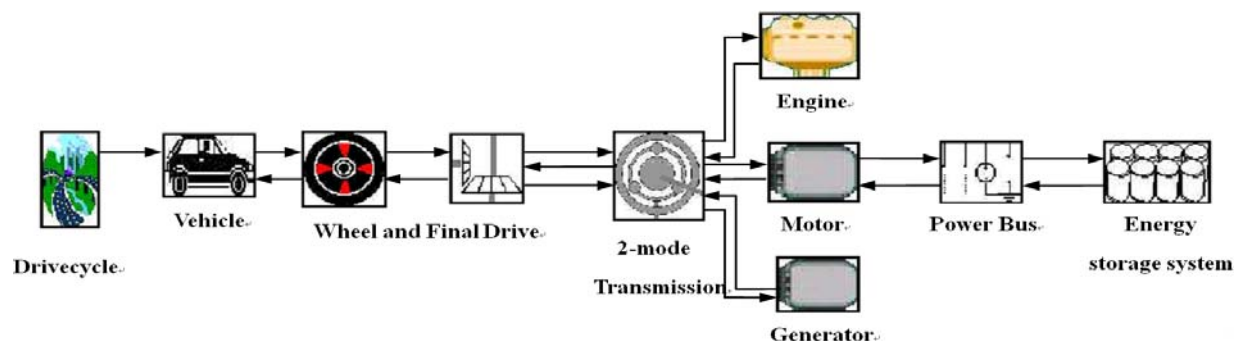 Engine
Vehicle
Wheel and Final Drive
Motor
Power Bus
Energy
storage system
Drivecycle
2-mode
Transmission
Generator